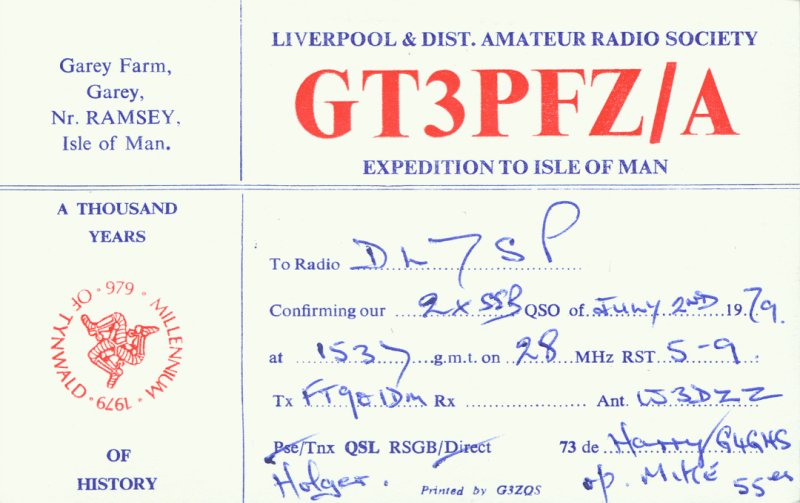 Garey Farm,
Garey,
Nr. RAMSEY,
Isle of Man.
LIVERPOOL & DIST. AMATEUR RADIO SOCIETY
GT3PFZ/A
EXPEDITION TO ISLE OF MAN
A THOUSAND
YEARS
979 · MILLENNIUM
OF TYNWALD · 1979 ·
OF
HISTORY
To Radio DL7SP
Confirming our 2x SSB QSO of July 2ND 1979.
at 1537 g.m.t. on 28 MHz RST 5-9 .
Tx FT901DM Rx Ant. W3DZZ
Pse/Tnx QSL RSGB/Direct 73 de Harry/G4GHS
Holger. Printed by G3ZQS op. Mike 55es